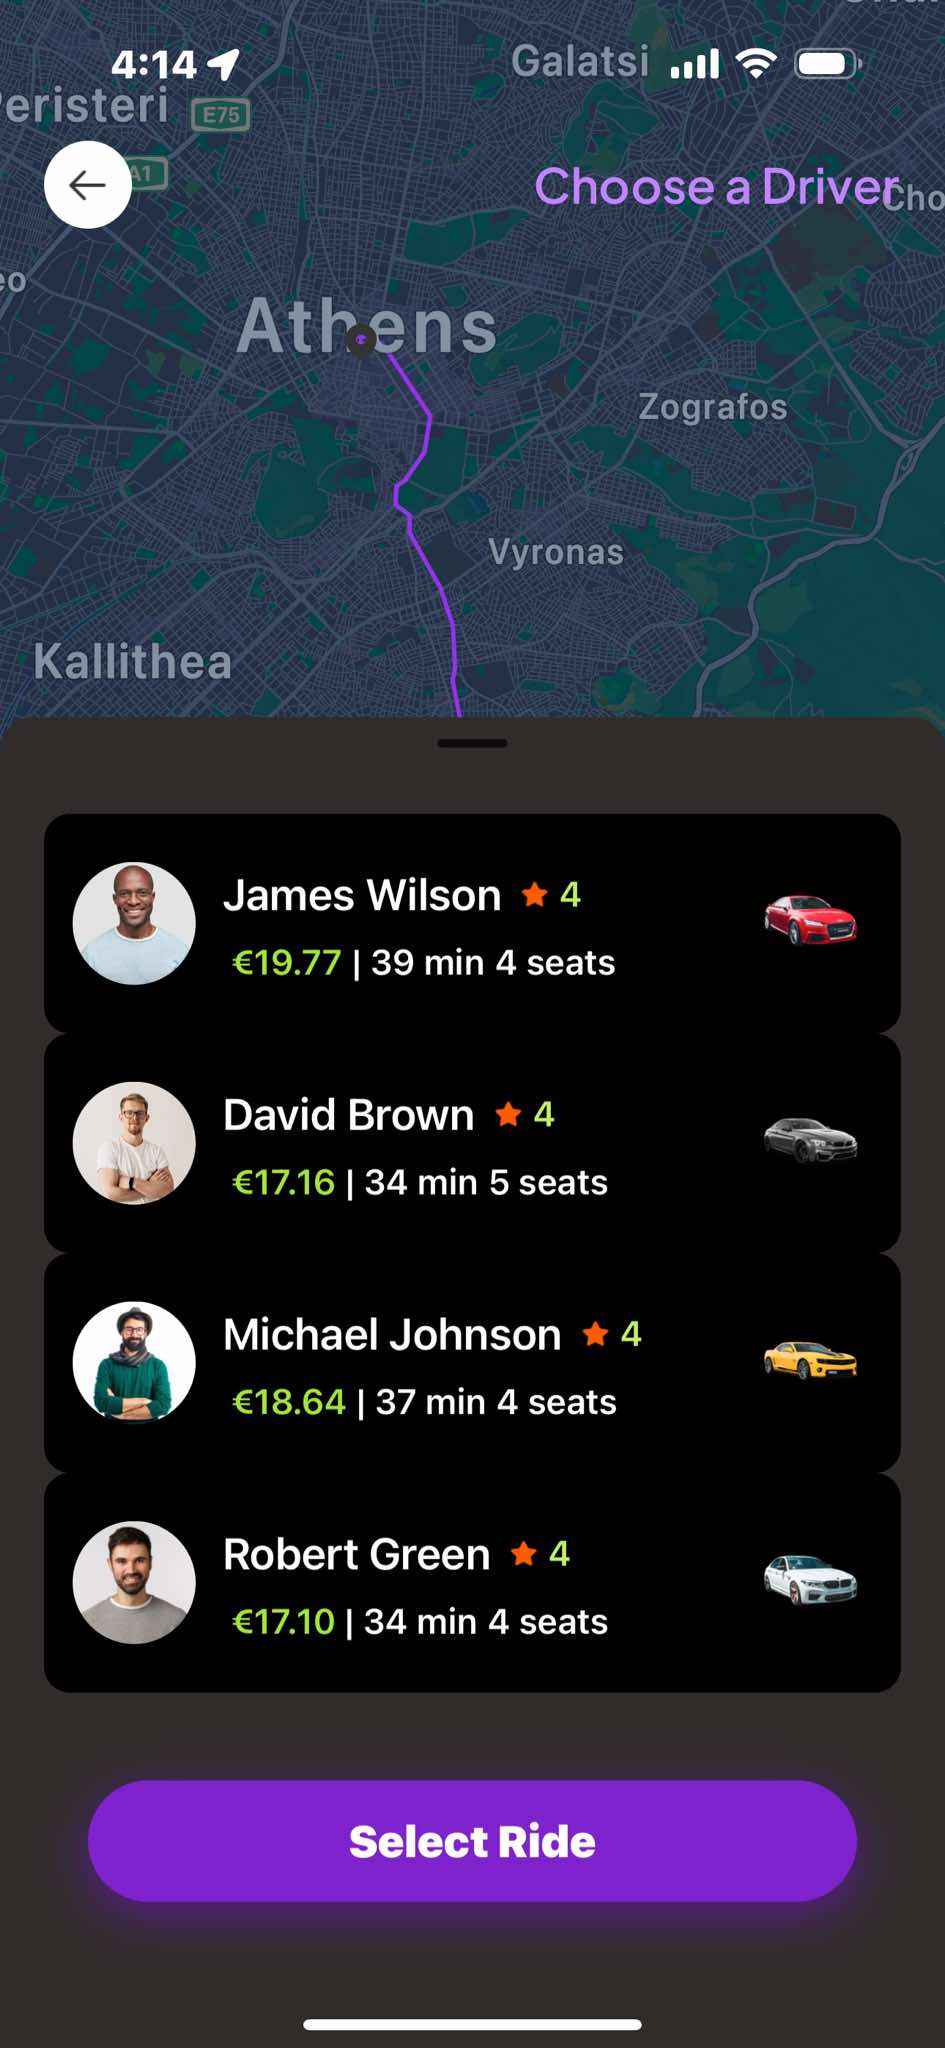 4:14
Galatsi
eristeri
E75
A1
Choose a Driver
Cho
eo
Athens
Zografos
Vyronas
Kallithea
James Wilson 4
€19.77 | 39 min 4 seats
David Brown 4
€17.16 | 34 min 5 seats
Michael Johnson 4
€18.64 | 37 min 4 seats
Robert Green 4
€17.10 | 34 min 4 seats
Select Ride